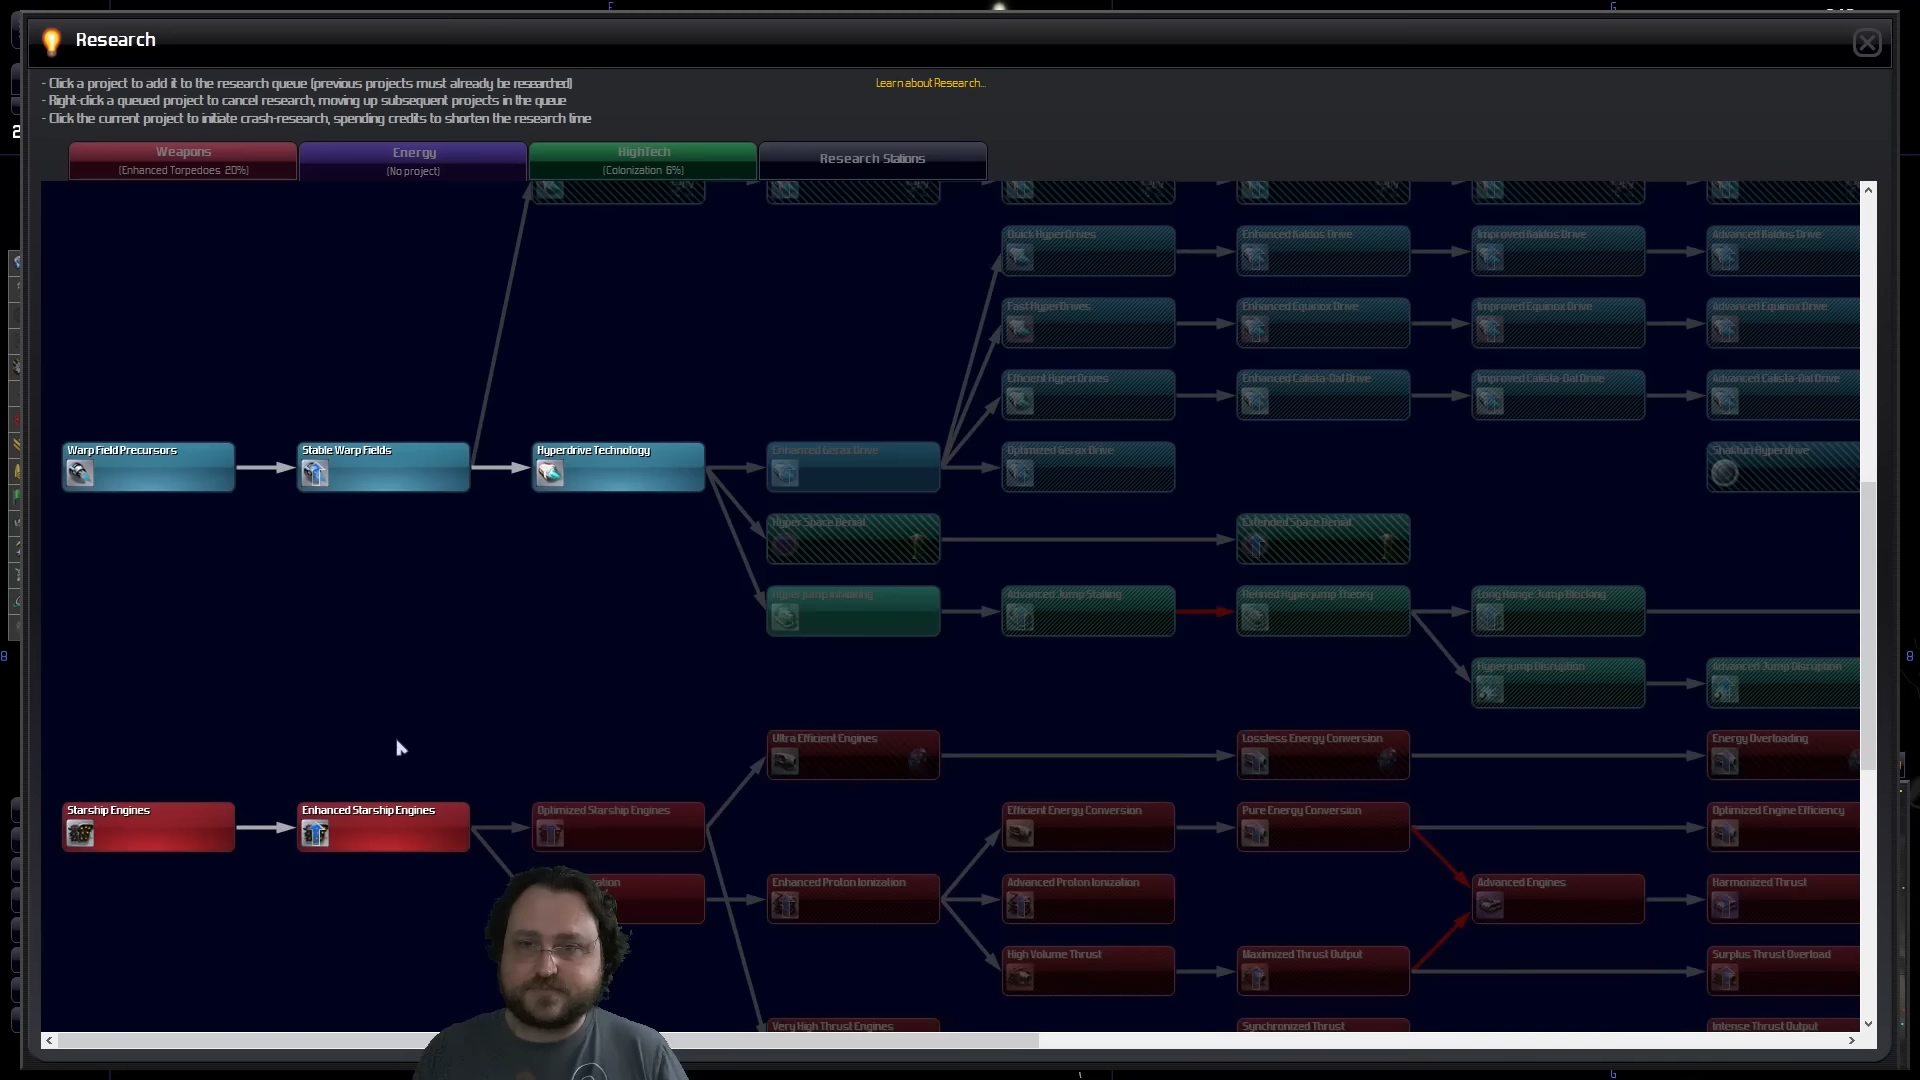 Research
- Click a project to add it to the research queue (previous projects must already be researched)
- Right-click a queued project to cancel research, moving up subsequent projects in the queue
- Click the current project to initiate crash-research, spending credits to shorten the research time
Learn about Research...
Weapons
(Enhanced Torpedoes 20%)
Energy
(No project)
HighTech
(Colonization 6%)
Research Stations
Quick HyperDrives
Enhanced Kaldos Drive
Improved Kaldos Drive
Advanced Kaldos Drive
Fast HyperDrives
Enhanced Equinox Drive
Improved Equinox Drive
Advanced Equinox Drive
Efficient HyperDrives
Enhanced Calista-Dal Drive
Improved Calista-Dal Drive
Advanced Calista-Dal Drive
Warp Field Precursors
Stable Warp Fields
Hyperdrive Technology
Enhanced Gerax Drive
Optimized Gerax Drive
Shakturi Hyperdrive
Hyper Space Denial
Extended Space Denial
Hyperjump Inhibiting
Advanced Jump Stalling
Refined Hyperjump Theory
Long Range Jump Blocking
Hyperjump Disruption
Advanced Jump Disruption
Ultra Efficient Engines
Lossless Energy Conversion
Energy Overloading
Starship Engines
Enhanced Starship Engines
Optimized Starship Engines
Efficient Energy Conversion
Pure Energy Conversion
Optimized Engine Efficiency
Enhanced Proton Ionization
Advanced Proton Ionization
Advanced Engines
Harmonized Thrust
High Volume Thrust
Maximized Thrust Output
Surplus Thrust Overload
Very High Thrust Engines
Synchronized Thrust
Intense Thrust Output